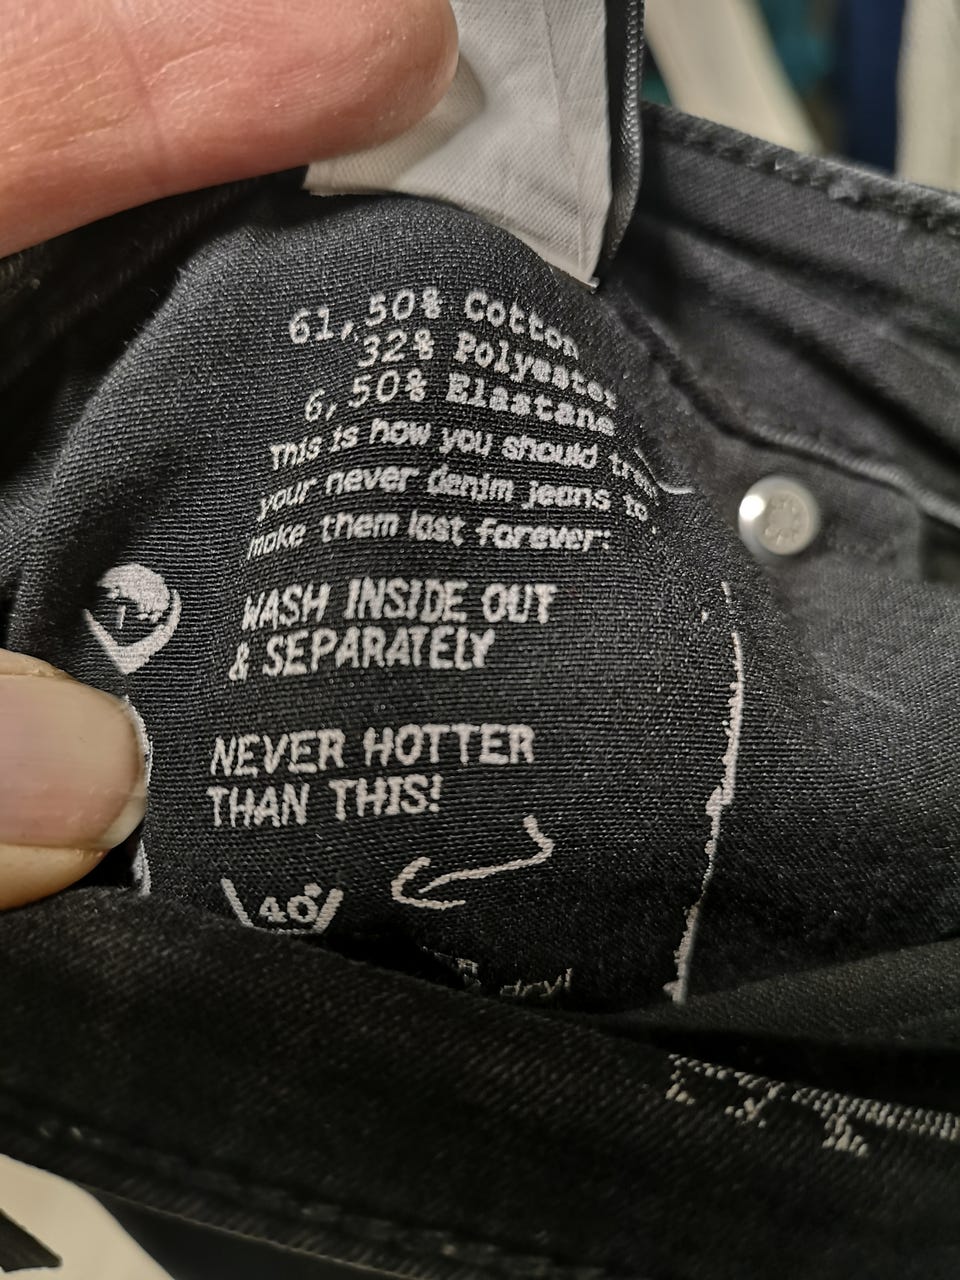 61,50% Cotton
32% Polyester
6,50% Elastane
This is how you should
your never denim jeans to
make them last forever:
WASH INSIDE OUT
& SEPARATELY
NEVER HOTTER
THAN THIS!
40°
dry!